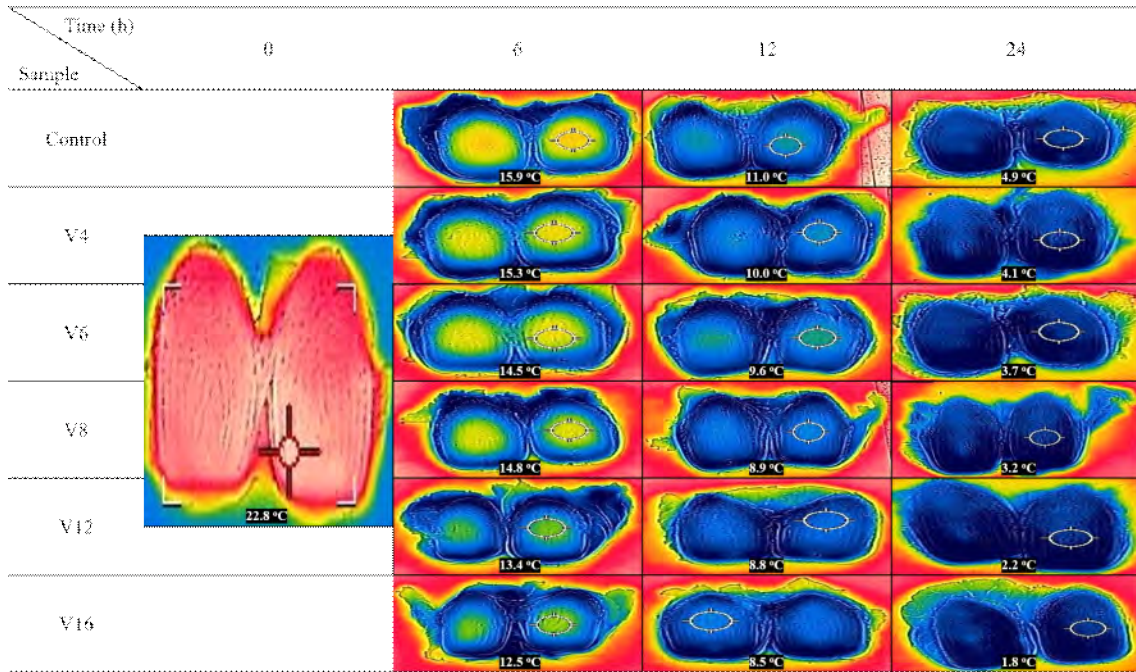 Time (h)
0 6 12 24
Sample
Control 15.9 °C 11.0 °C 4.9 °C
V4 15.3 °C 10.0 °C 4.1 °C
V6 14.5 °C 9.6 °C 3.7 °C
V8 14.8 °C 8.9 °C 3.2 °C
22.8 °C
V12 13.4 °C 8.8 °C 2.2 °C
V16 12.5 °C 8.5 °C 1.8 °C